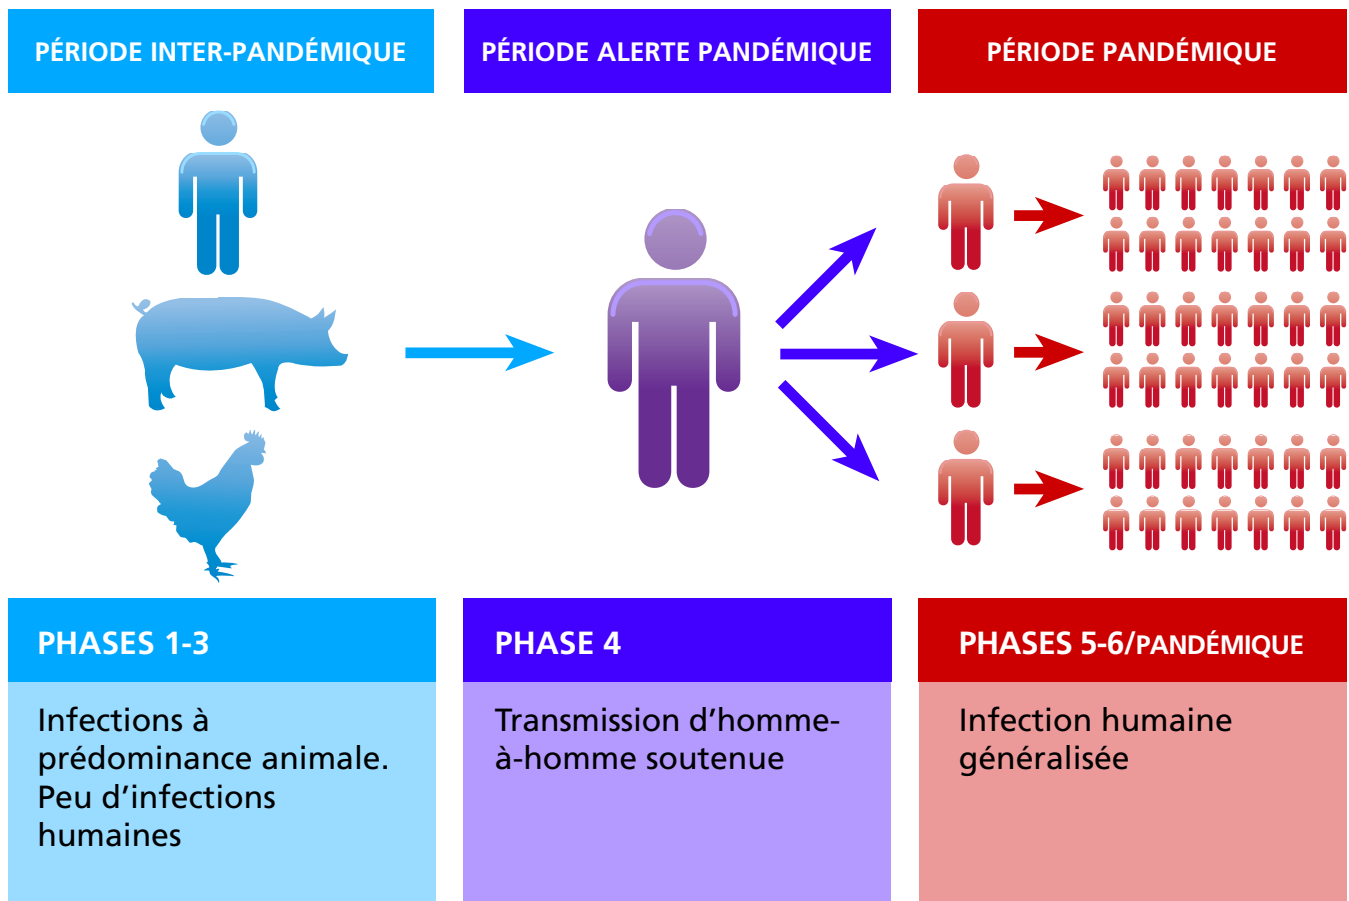 PÉRIODE INTER-PANDÉMIQUE
PÉRIODE ALERTE PANDÉMIQUE
PÉRIODE PANDÉMIQUE
PHASES 1-3
Infections à
prédominance animale.
Peu d’infections
humaines
PHASE 4
Transmission d’homme-
à-homme soutenue
PHASES 5-6/PANDÉMIQUE
Infection humaine
généralisée